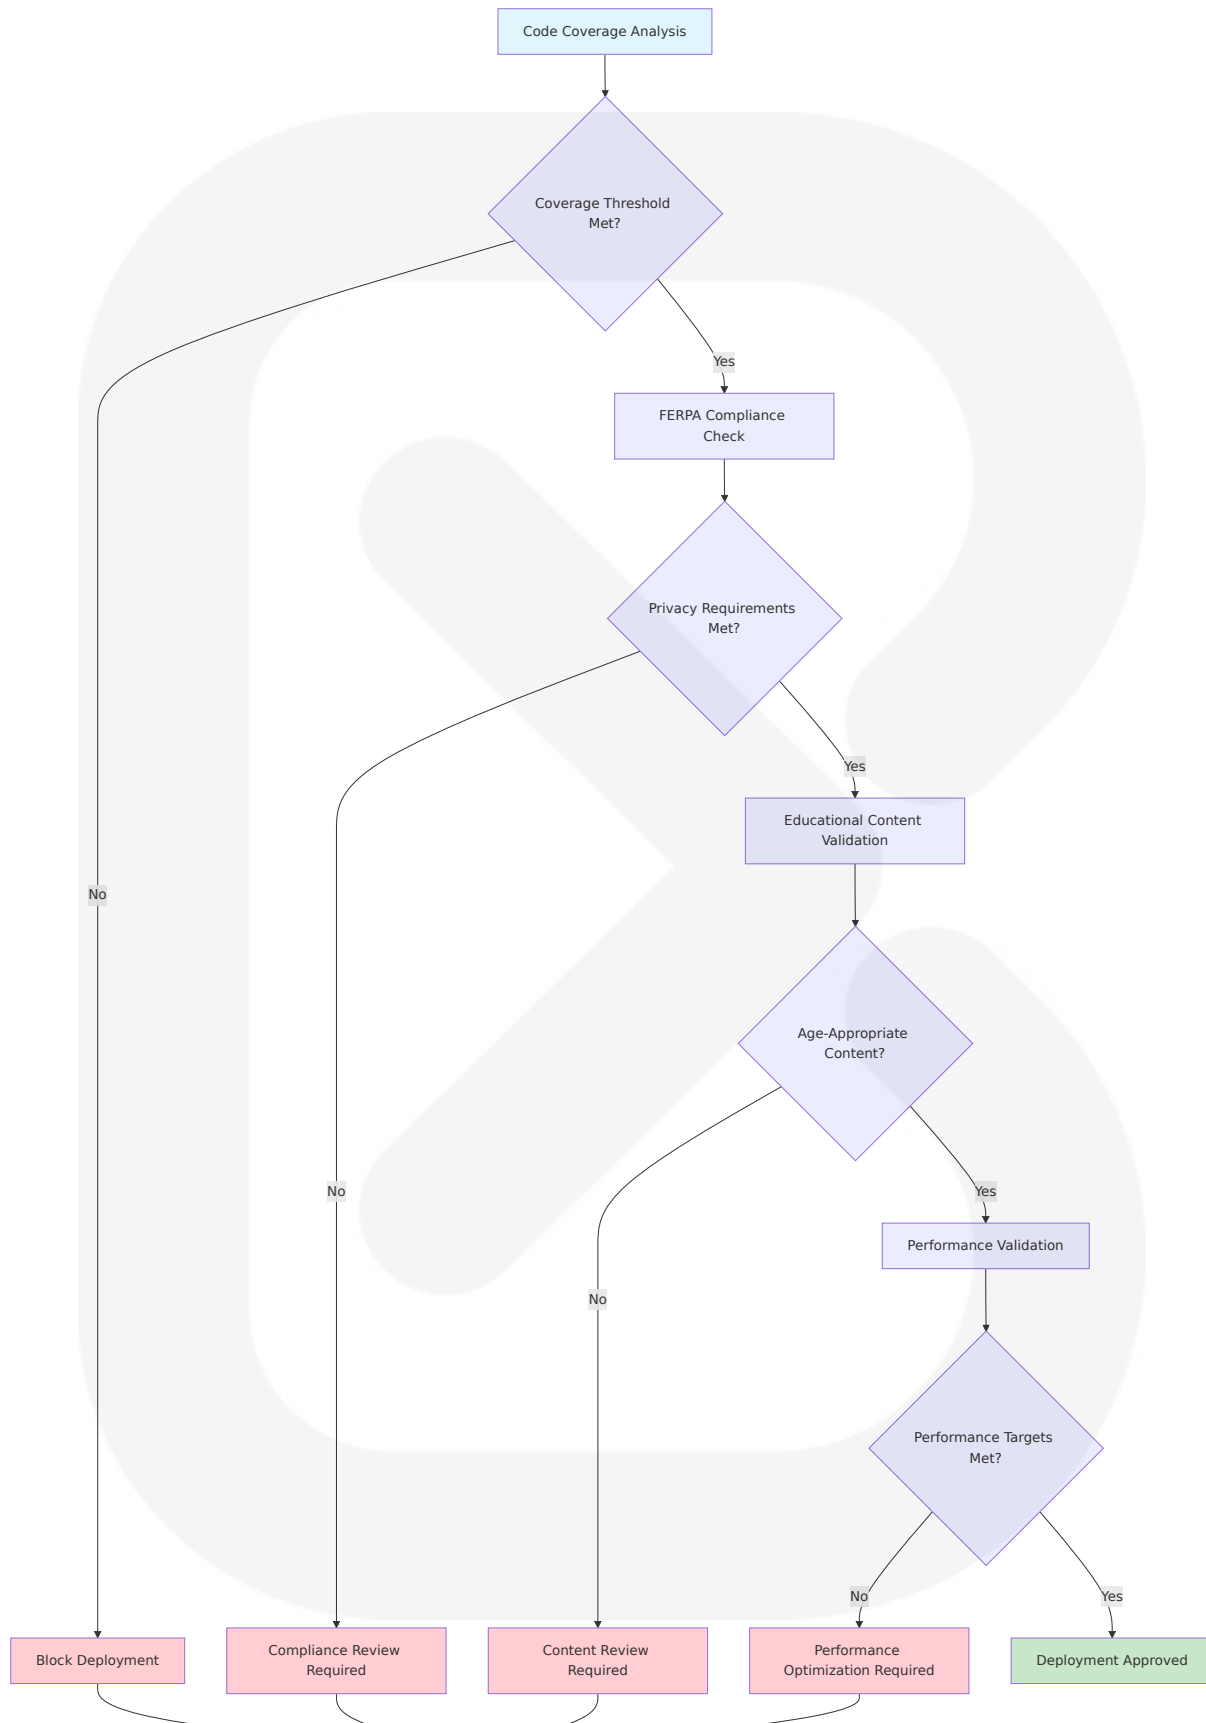 Code Coverage Analysis
Coverage Threshold
Met?
Yes
FERPA Compliance
Check
Privacy Requirements
Met?
Yes
Educational Content
Validation
No
Age-Appropriate
Content?
No
Yes
Performance Validation
No
Performance Targets
Met?
No
Yes
Block Deployment
Compliance Review
Required
Content Review
Required
Performance
Optimization Required
Deployment Approved